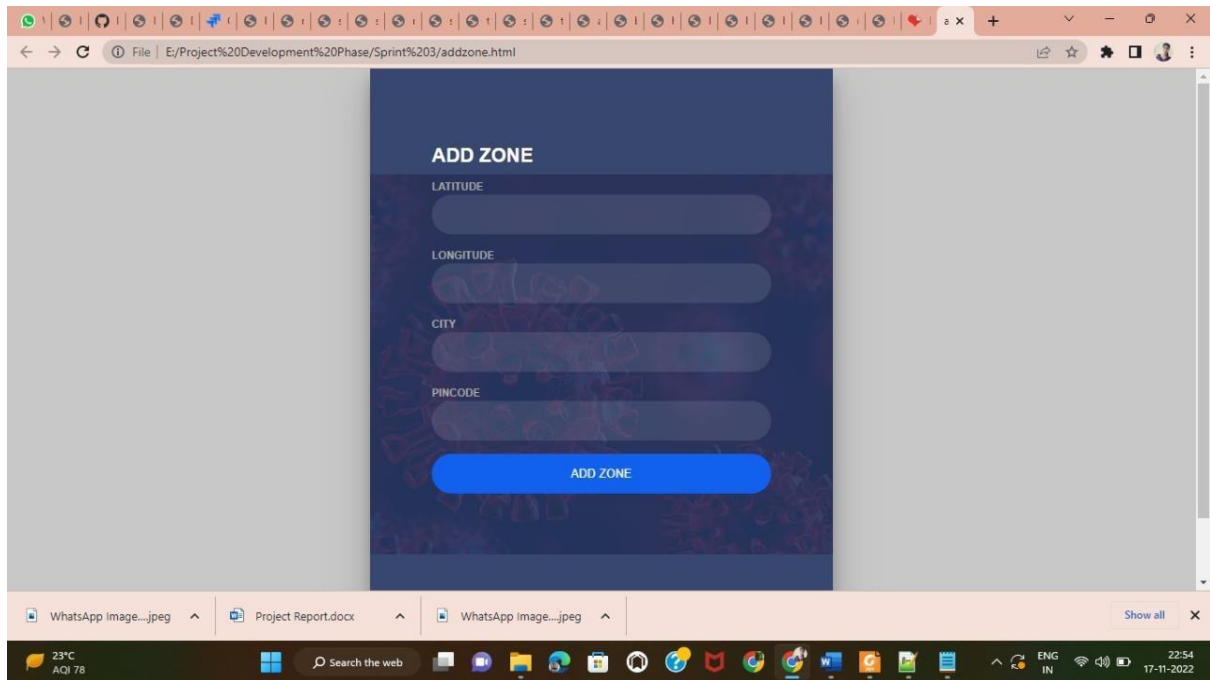 File | E:/Project%20Development%20Phase/Sprint%203/addzone.html
ADD ZONE
LATITUDE
LONGITUDE
CITY
PINCODE
ADD ZONE
WhatsApp Image....jpeg
Project Report.docx
WhatsApp Image....jpeg
Show all
23°C
AQI 78
Search the web
ENG
IN
22:54
17-11-2022